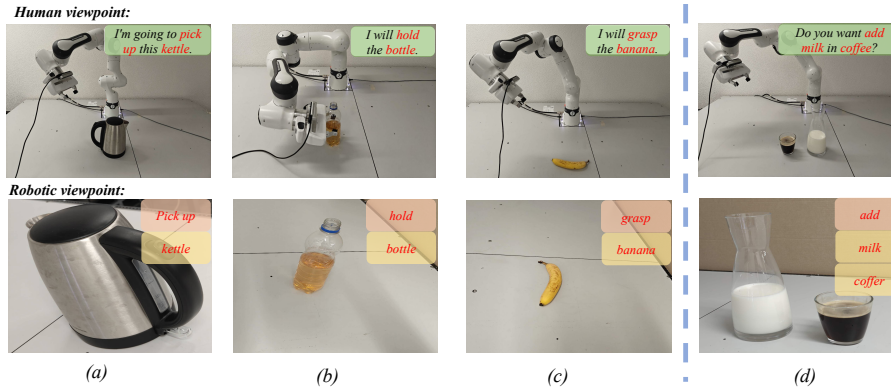 Human viewpoint:
I'm going to pick
up this kettle.
I will hold
the bottle.
I will grasp
the banana.
Do you want add
milk in coffee?
Robotic viewpoint:
Pick up
kettle
hold
bottle
grasp
banana
add
milk
coffer
(a)
(b)
(c)
(d)